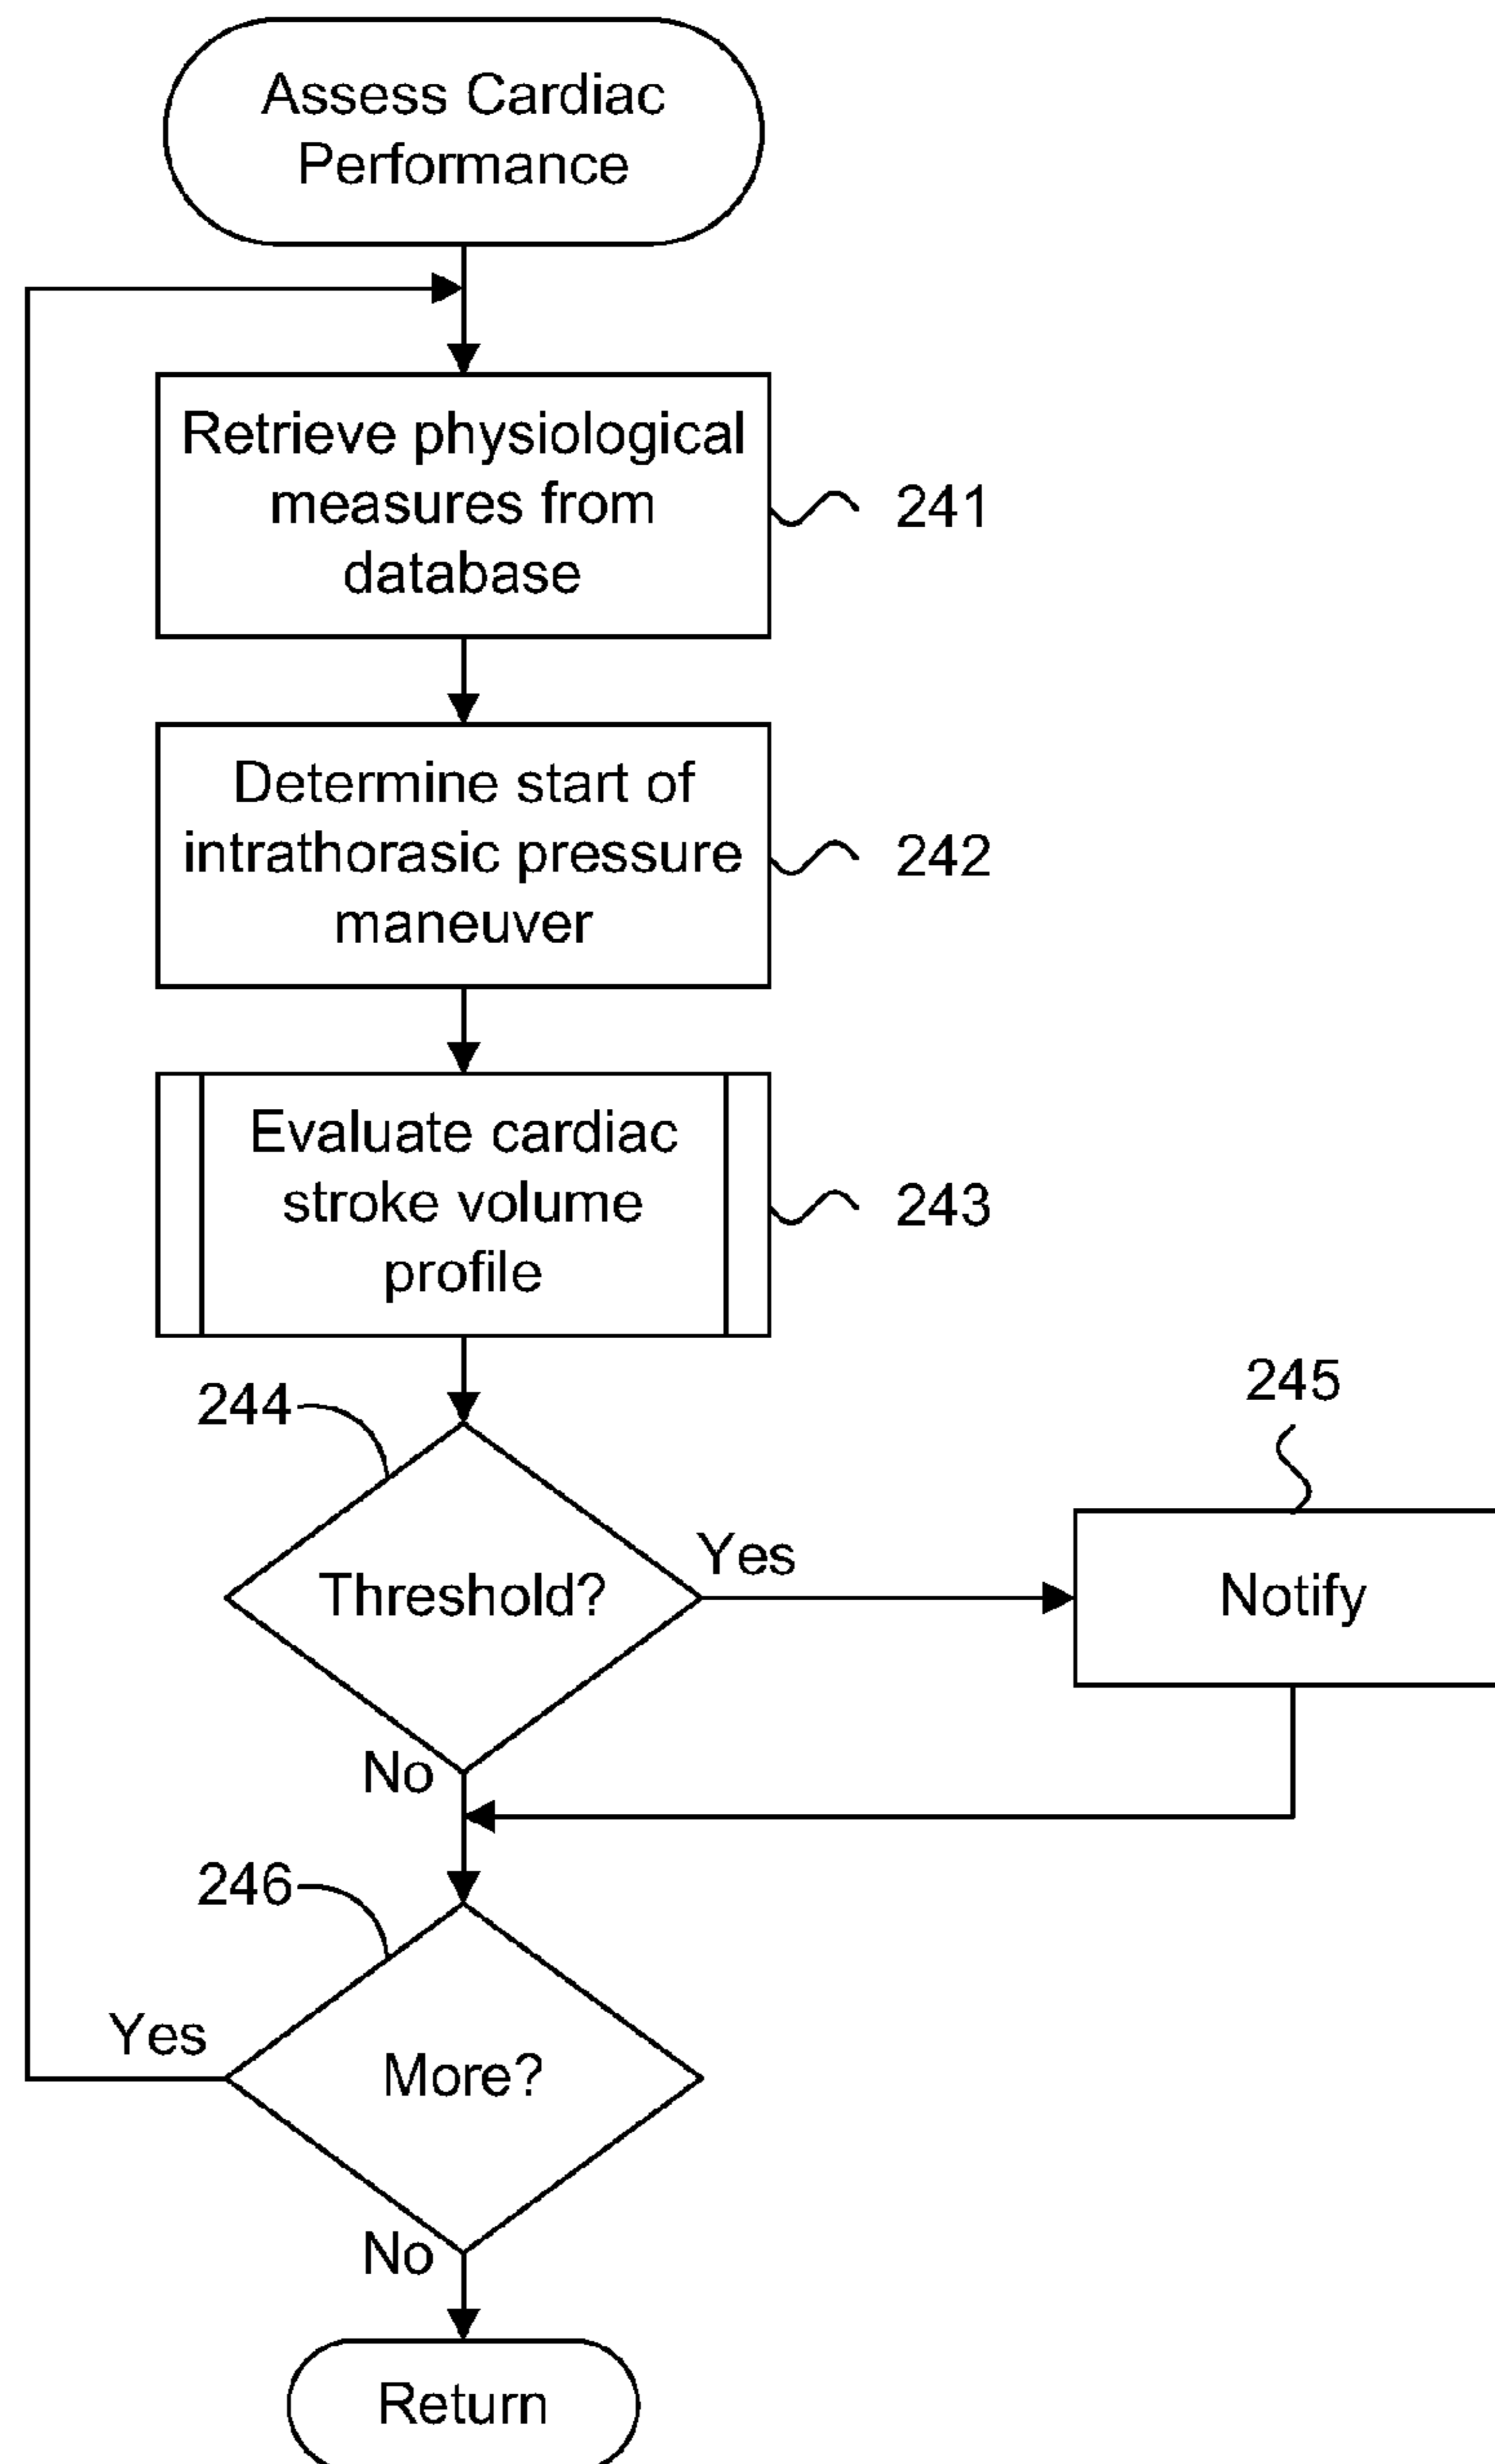 Assess Cardiac
Performance
Retrieve physiological
measures from
database
241
Determine start of
intrathorasic pressure
maneuver
242
Evaluate cardiac
stroke volume
profile
243
244
245
Threshold?
Yes
Notify
No
246
Yes
More?
No
Return